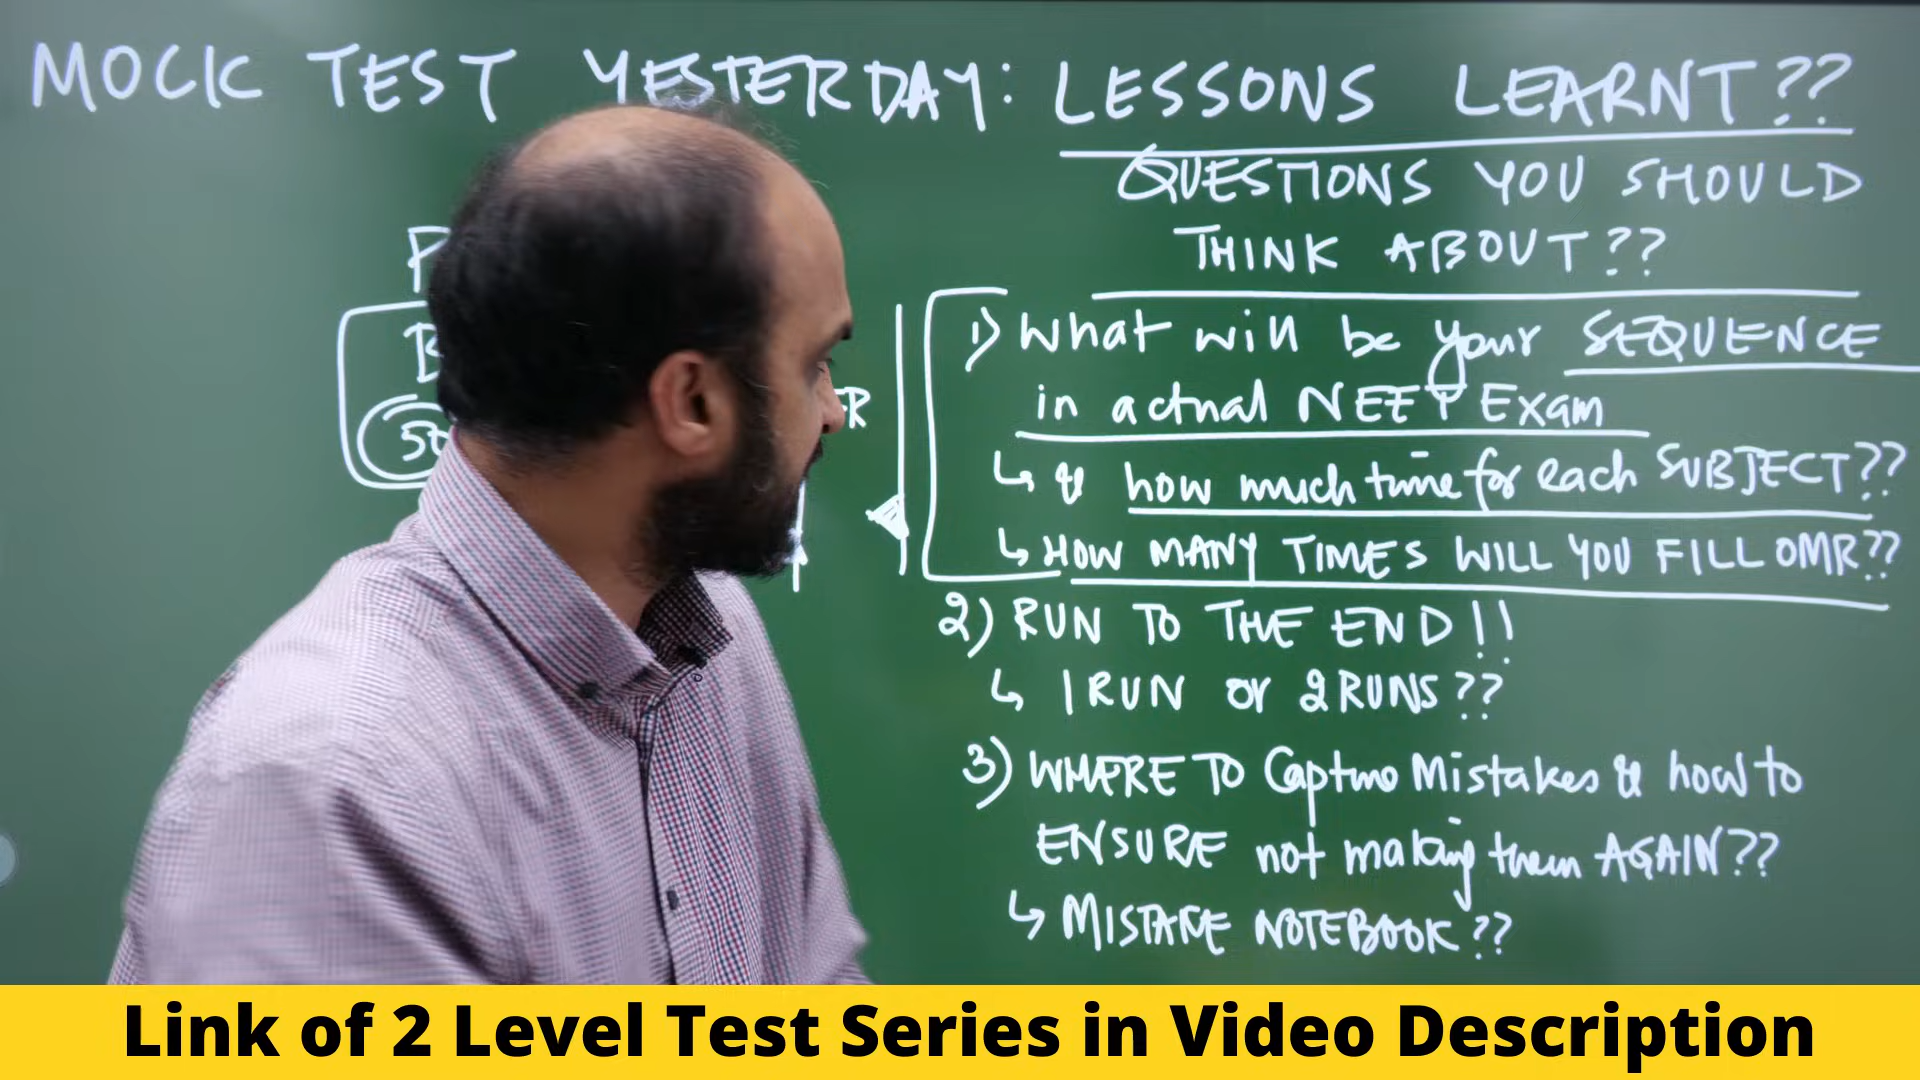 MOCK TEST YESTERDAY: LESSONS LEARNT??
QUESTIONS YOU SHOULD
THINK ABOUT??
1) What will be your SEQUENCE
in actual NEET Exam
↳ & how much time for each SUBJECT??
↳ HOW MANY TIMES WILL YOU FILL OMR??
2) RUN TO THE END!!
↳ 1 RUN or 2 RUNS??
3) WHERE TO Capture Mistakes & how to
ENSURE not making them AGAIN??
↳ MISTAKE NOTEBOOK??
Link of 2 Level Test Series in Video Description